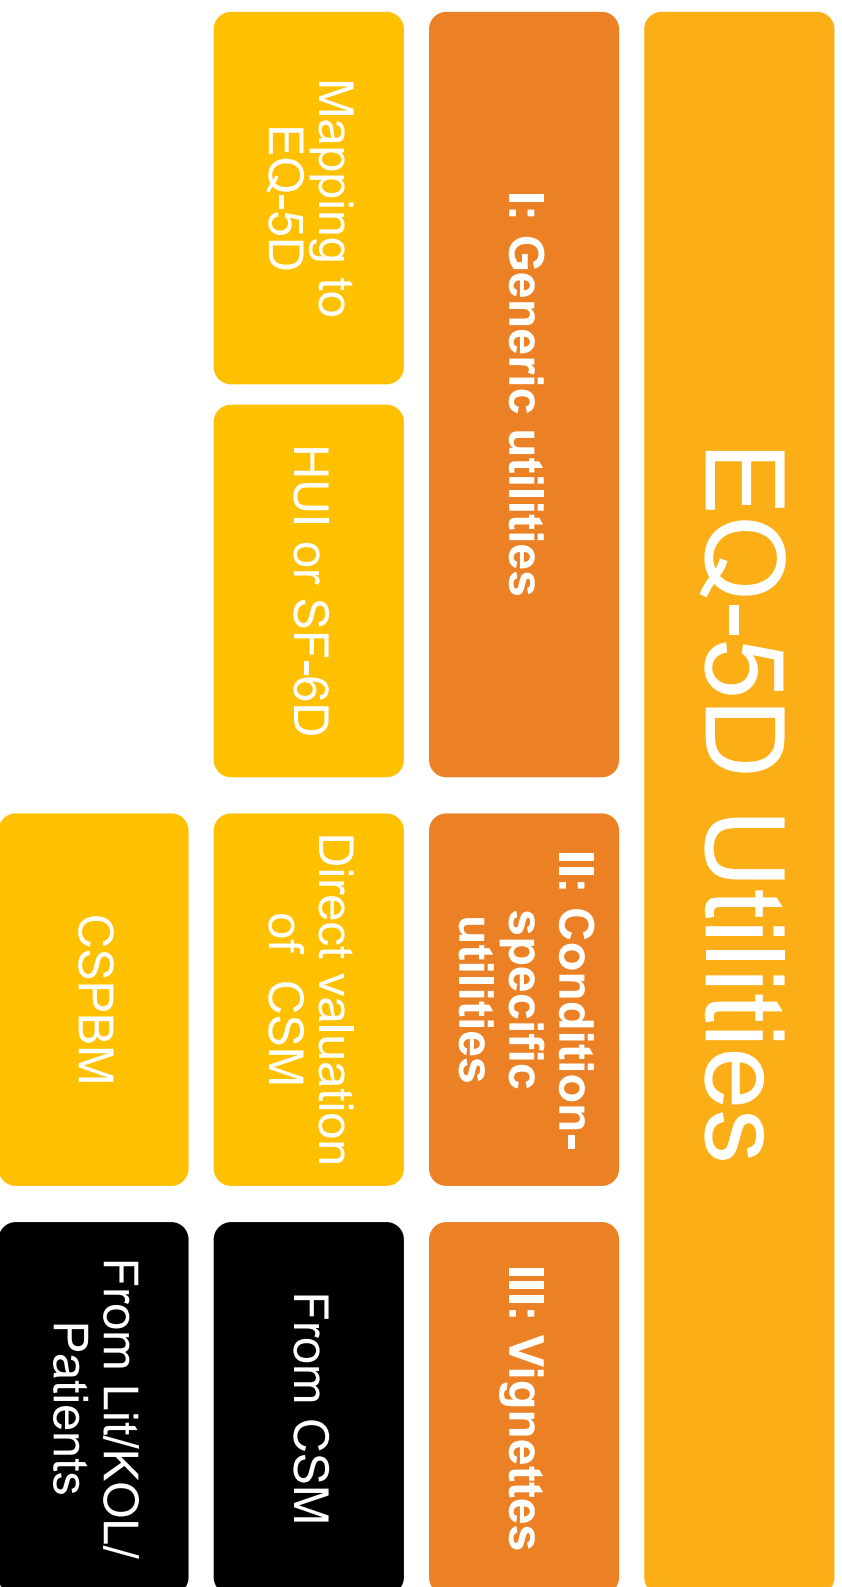 EQ-5D Utilities
I: Generic utilities
II: Condition-
specific
utilities
III: Vignettes
Mapping to
EQ-5D
HUI or SF-6D
Direct valuation
of CSM
From CSM
CSPBM
From Lit/KOL/
Patients